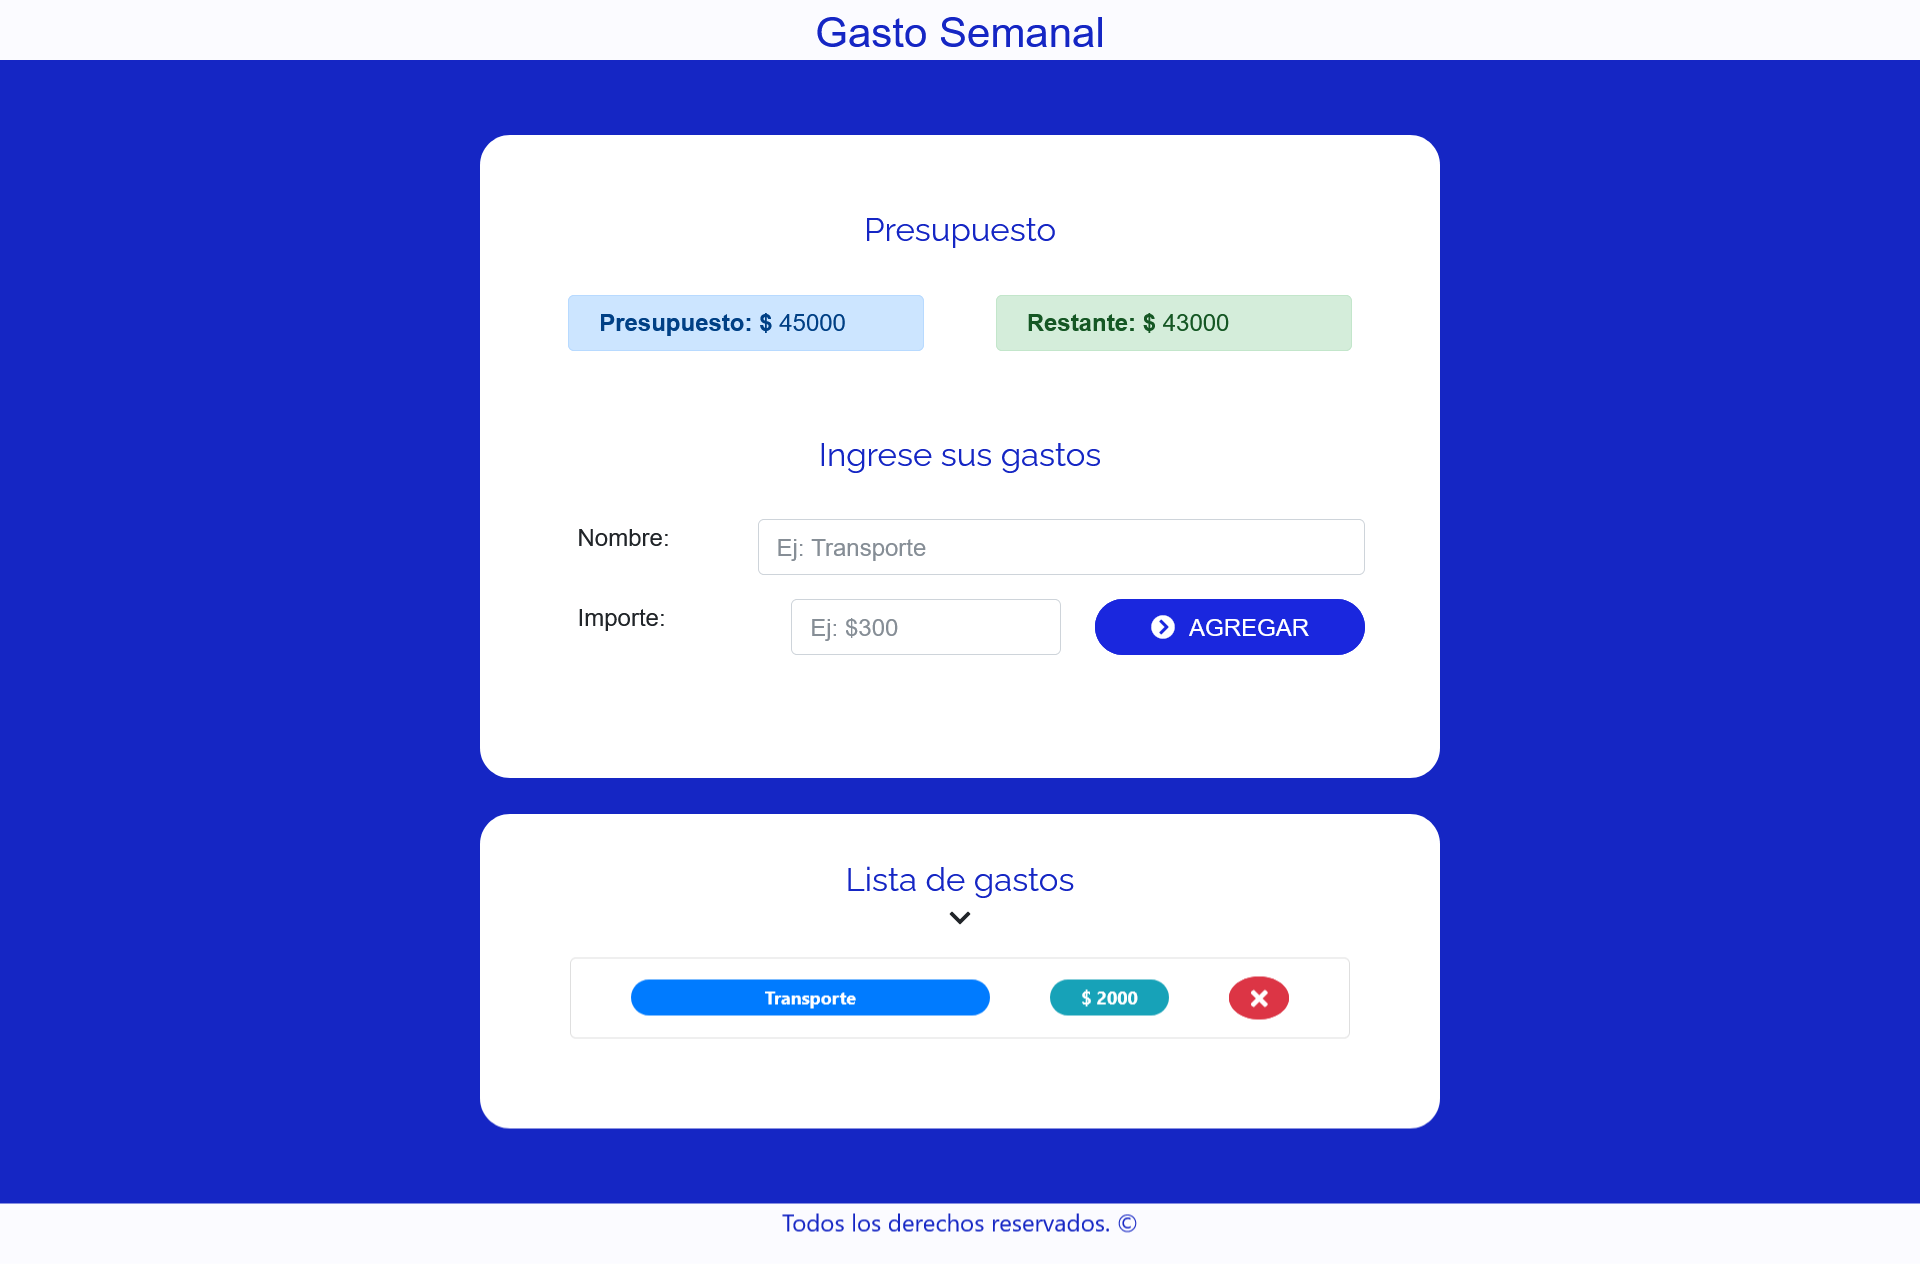 Gasto Semanal
Presupuesto
Presupuesto: $ 45000
Restante: $ 43000
Ingrese sus gastos
Nombre:
Ej: Transporte
Importe:
Ej: $300
AGREGAR
Lista de gastos
Transporte
$ 2000
Todos los derechos reservados. ©